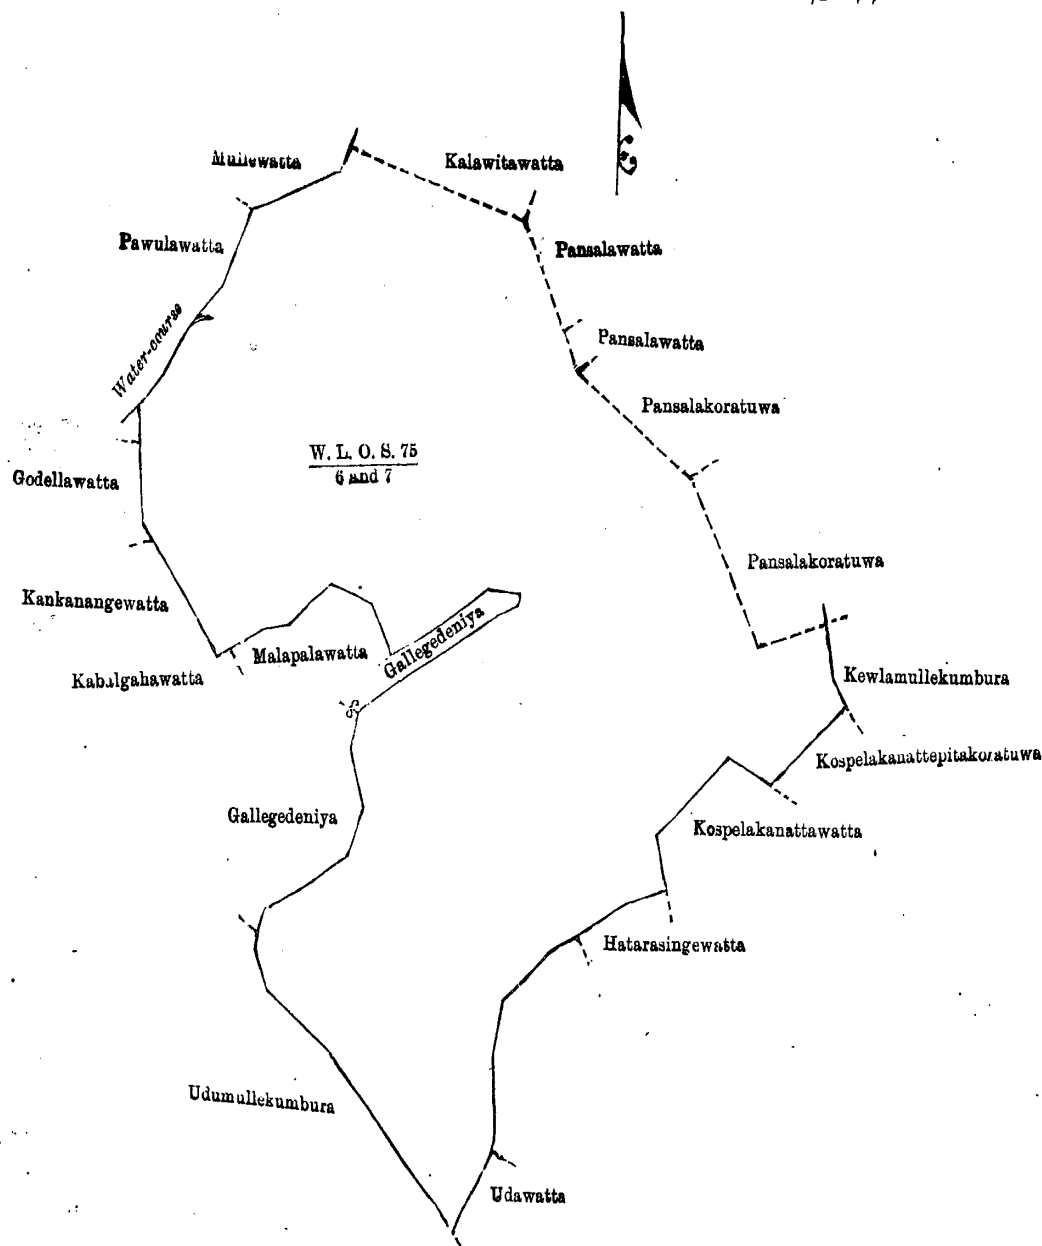 Mullewatta
Kalawitawatta
Pawulawatta
Pansalawatta
Water-course
Pansalawatta
Pansalakoratuwa
W. L. O. S. 75
6 and 7
Godellawatta
Pansalakoratuwa
Kankanangewatta
Gallegedeniya
Malapalawatta
Kabalgahawatta
Kewlamullekumbura
Kospelakanattepitakoratuwa
Gallegedeniya
Kospelakanattawatta
Hatarasingewatta
Udumullekumbura
Udawatta